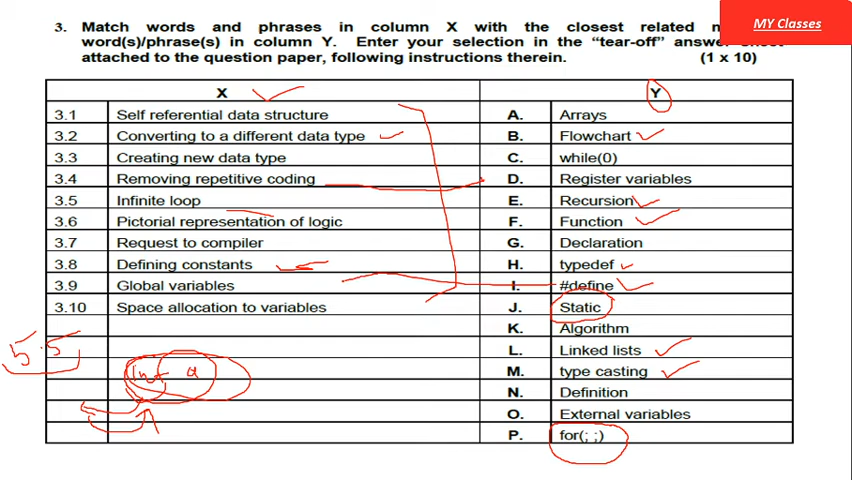 MY Classes
3. Match words and phrases in column X with the closest related
word(s)/phrase(s) in column Y. Enter your selection in the “tear-off”
attached to the question paper, following instructions therein. (1 x 10)
X Y
3.1 Self referential data structure A. Arrays
3.2 Converting to a different data type B. Flowchart
3.3 Creating new data type C. while(0)
3.4 Removing repetitive coding D. Register variables
3.5 Infinite loop E. Recursion
3.6 Pictorial representation of logic F. Function
3.7 Request to compiler G. Declaration
3.8 Defining constants H. typedef
3.9 Global variables I. #define
3.10 Space allocation to variables J. Static
K. Algorithm
5.5 L. Linked lists
int a M. type casting
N. Definition
O. External variables
P. for(; ;)